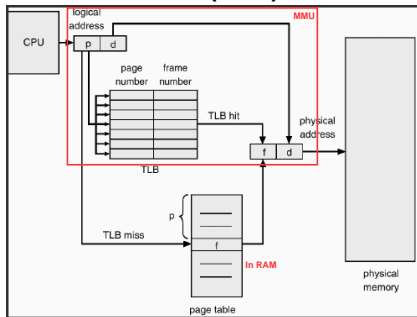 logical
address
MMU
CPU
p d
page
number
frame
number
TLB hit
physical
address
f d
TLB
p
TLB miss
f
In RAM
page table
physical
memory